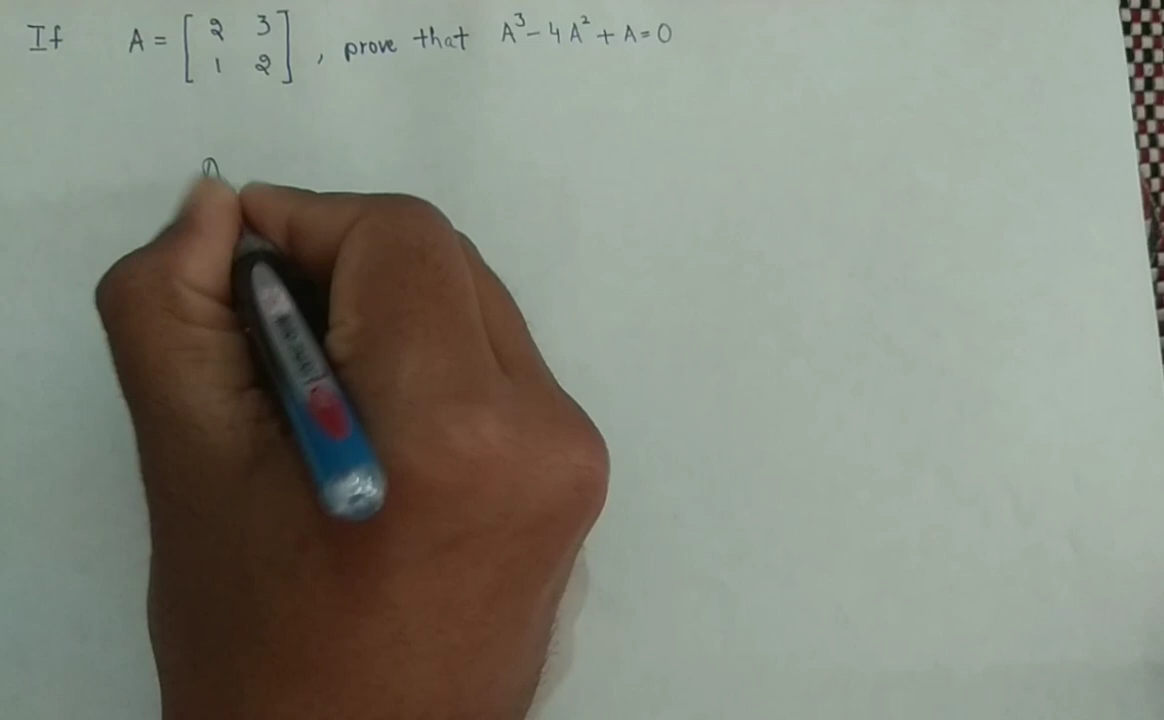 If A = [ 2 3 1 2 ] , prove that A³ - 4A² + A = 0